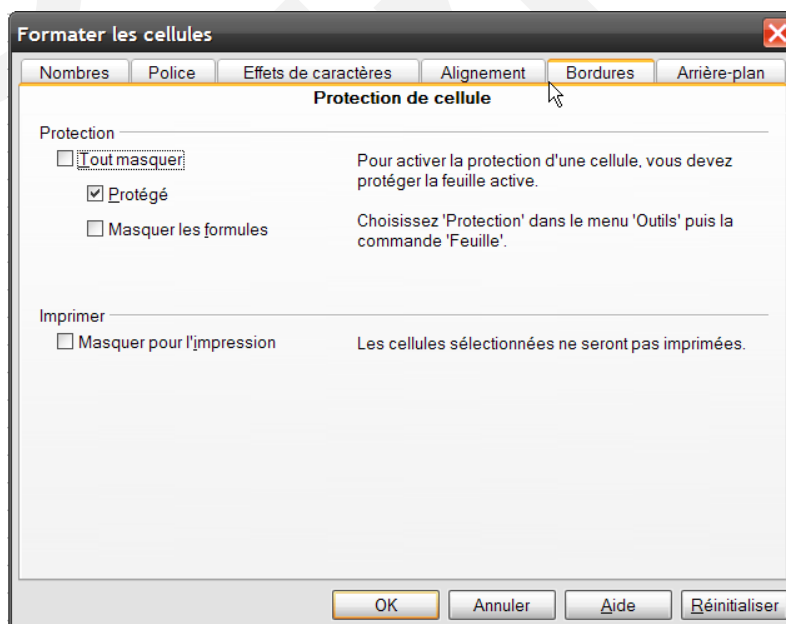 Formater les cellules
Nombres Police Effets de caractères Alignement Bordures Arrière-plan
Protection de cellule
Protection
Tout masquer
Protégé
Masquer les formules
Pour activer la protection d'une cellule, vous devez
protéger la feuille active.
Choisissez 'Protection' dans le menu 'Outils' puis la
commande 'Feuille'.
Imprimer
Masquer pour l'impression
Les cellules sélectionnées ne seront pas imprimées.
OK Annuler Aide Réinitialiser